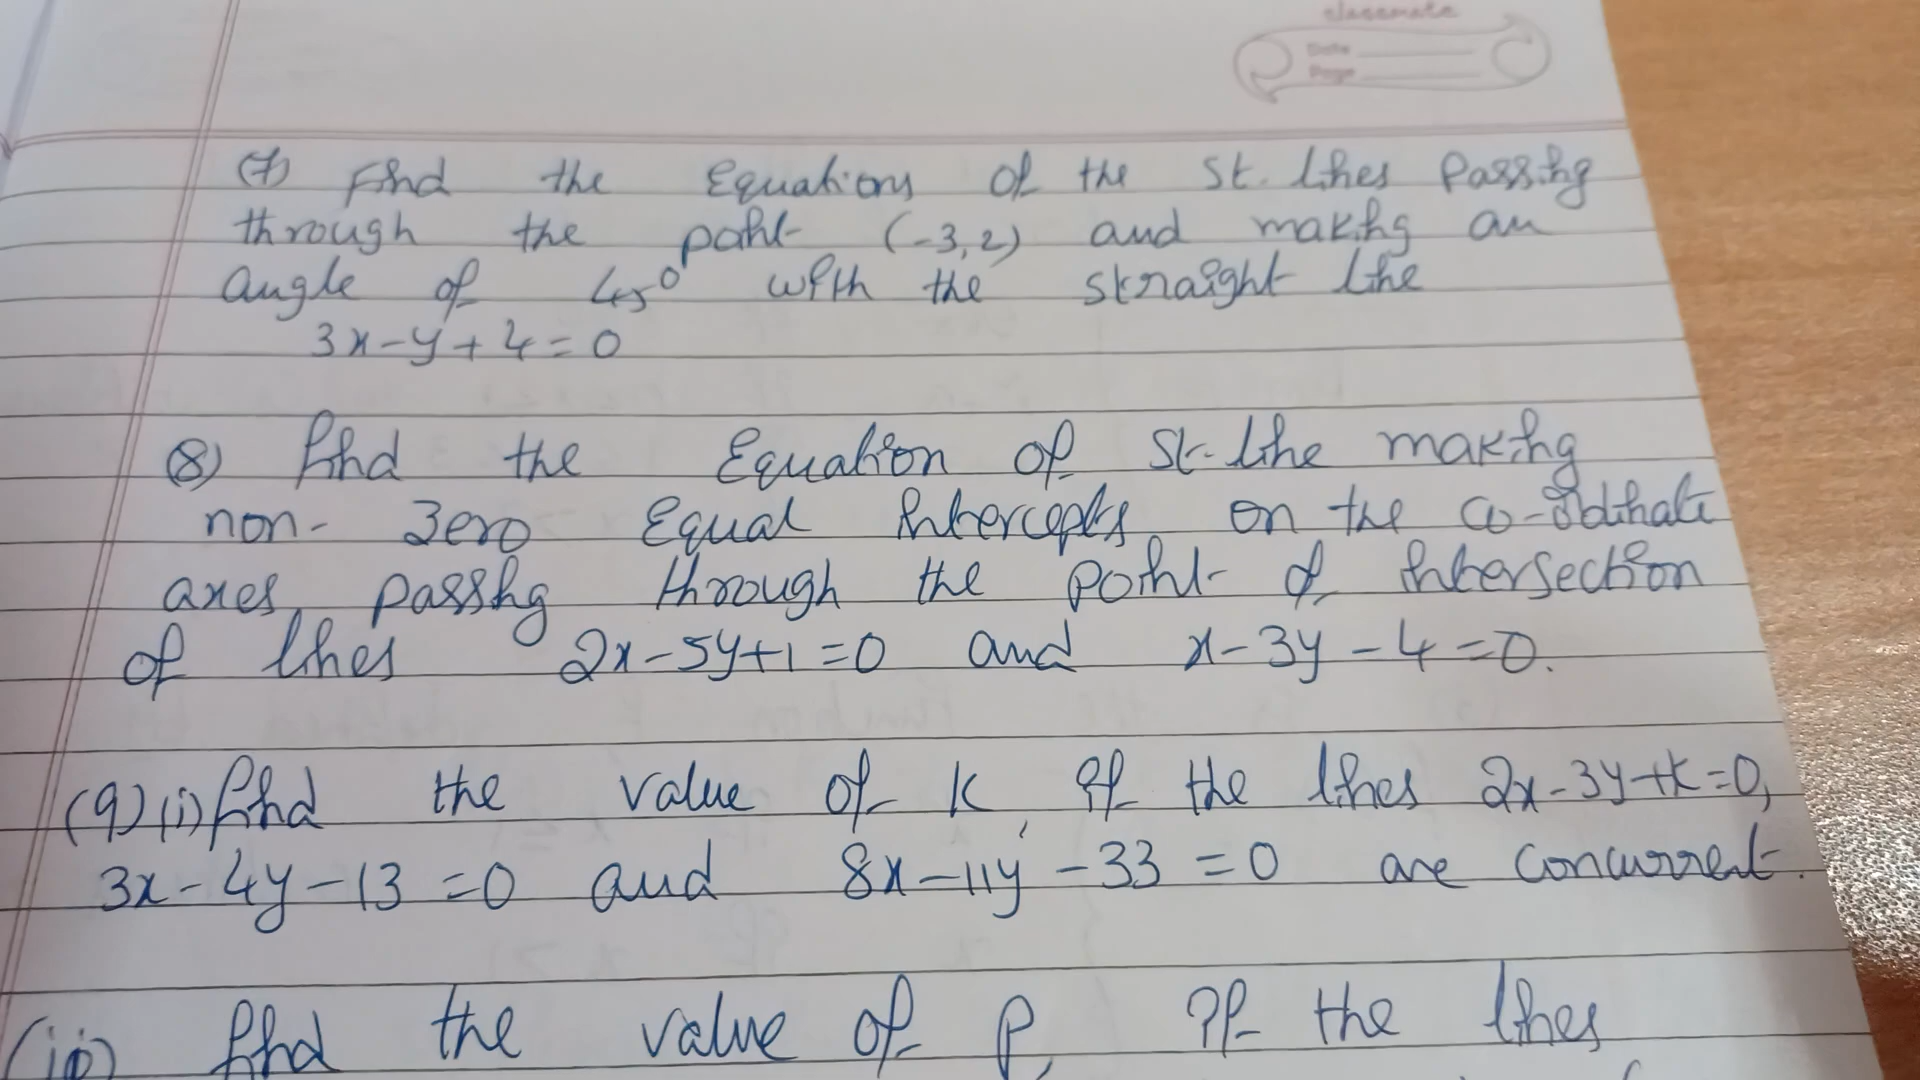 classmate
Date
Page
(7) Find the Equations of the St. lines Passing
through the point (-3,2) and making an
angle of 45° with the straight line
3x-y+4=0
(8) find the Equation of St. line making
non-zero Equal intercepts on the co-ordinate
axes passing through the point of intersection
of lines 2x-5y+1=0 and x-3y-4=0.
(9)(i) find the value of k, if the lines 2x-3y+k=0,
3x-4y-13=0 and 8x-11y-33=0 are concurrent.
(ii) find the value of P, if the lines